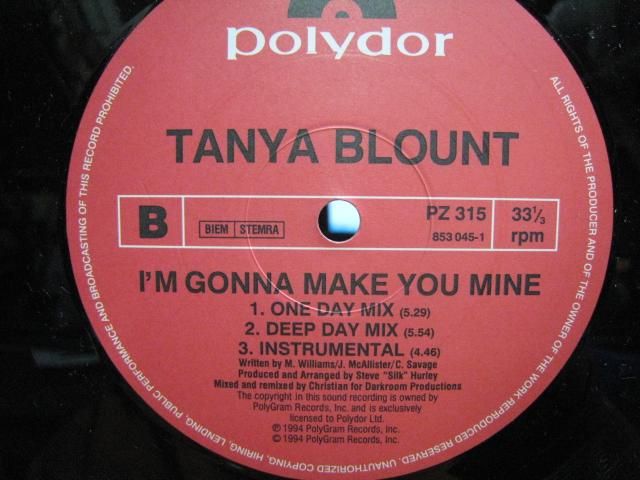 polydor
TANYA BLOUNT
B
BIEM STEMRA
PZ 315
853 045-1
33⅓
rpm
I'M GONNA MAKE YOU MINE
1. ONE DAY MIX (5.29)
2. DEEP DAY MIX (5.54)
3. INSTRUMENTAL (4.46)
Written by M. Williams/J. McAllister/C. Savage
Produced and Arranged by Steve "Silk" Hurley
Mixed and remixed by Christian for Darkroom Productions
The copyright in this sound recording is owned by
PolyGram Records, Inc. and is exclusively
licensed to Polydor Ltd.
℗ 1994 PolyGram Records, Inc.
© 1994 PolyGram Records, Inc.
ALL RIGHTS OF THE PRODUCER AND OF THE OWNER OF THE WORK REPRODUCED RESERVED. UNAUTHORIZED COPYING, HIRING, LENDING, PUBLIC PERFORMANCE AND BROADCASTING OF THIS RECORD PROHIBITED.